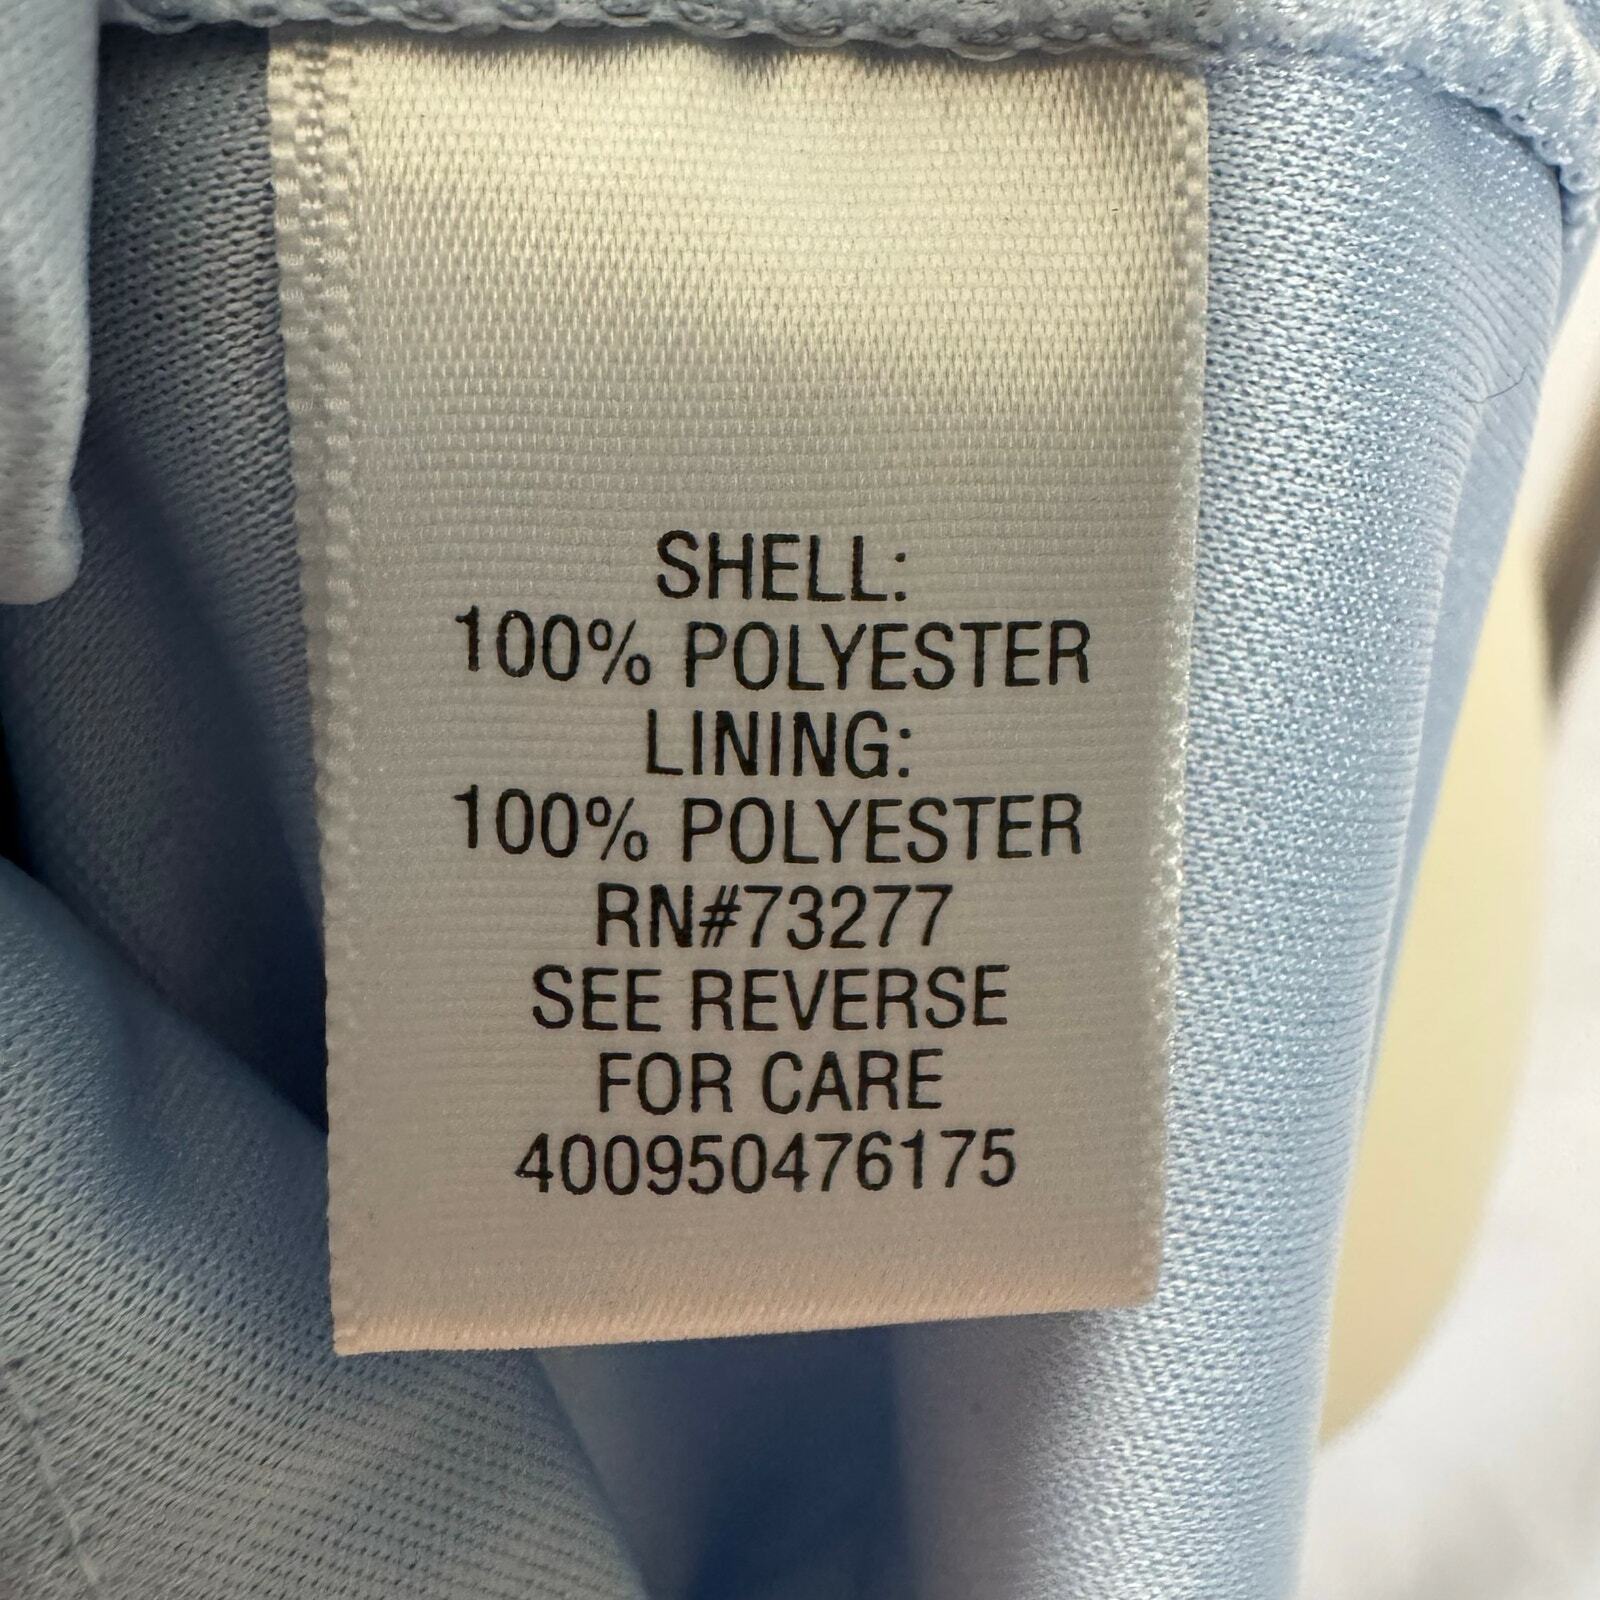 SHELL:
100% POLYESTER
LINING:
100% POLYESTER
RN#73277
SEE REVERSE
FOR CARE
400950476175